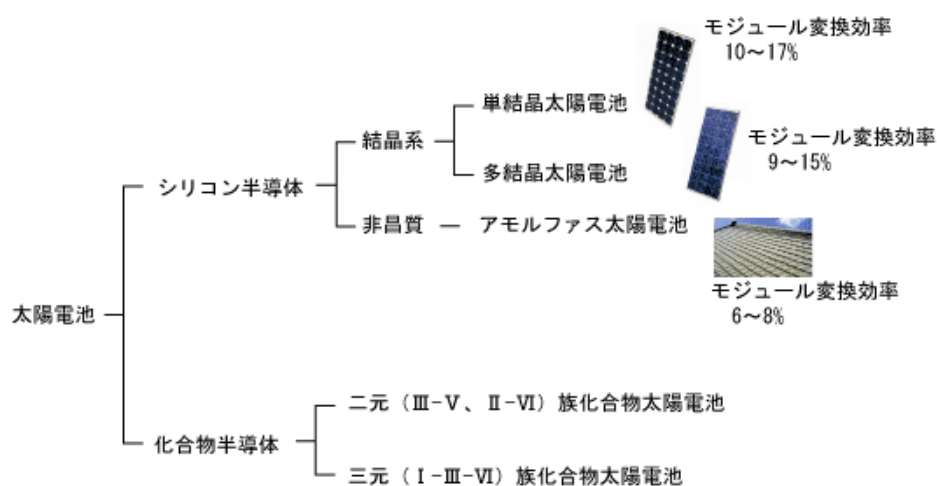 モジュール変換効率
10～17%
単結晶太陽電池
結晶系
モジュール変換効率
9～15%
多結晶太陽電池
シリコン半導体
非昌質 ― アモルファス太陽電池
モジュール変換効率
6～8%
太陽電池
二元（Ⅲ-Ⅴ、Ⅱ-Ⅵ）族化合物太陽電池
化合物半導体
三元（Ⅰ-Ⅲ-Ⅵ）族化合物太陽電池